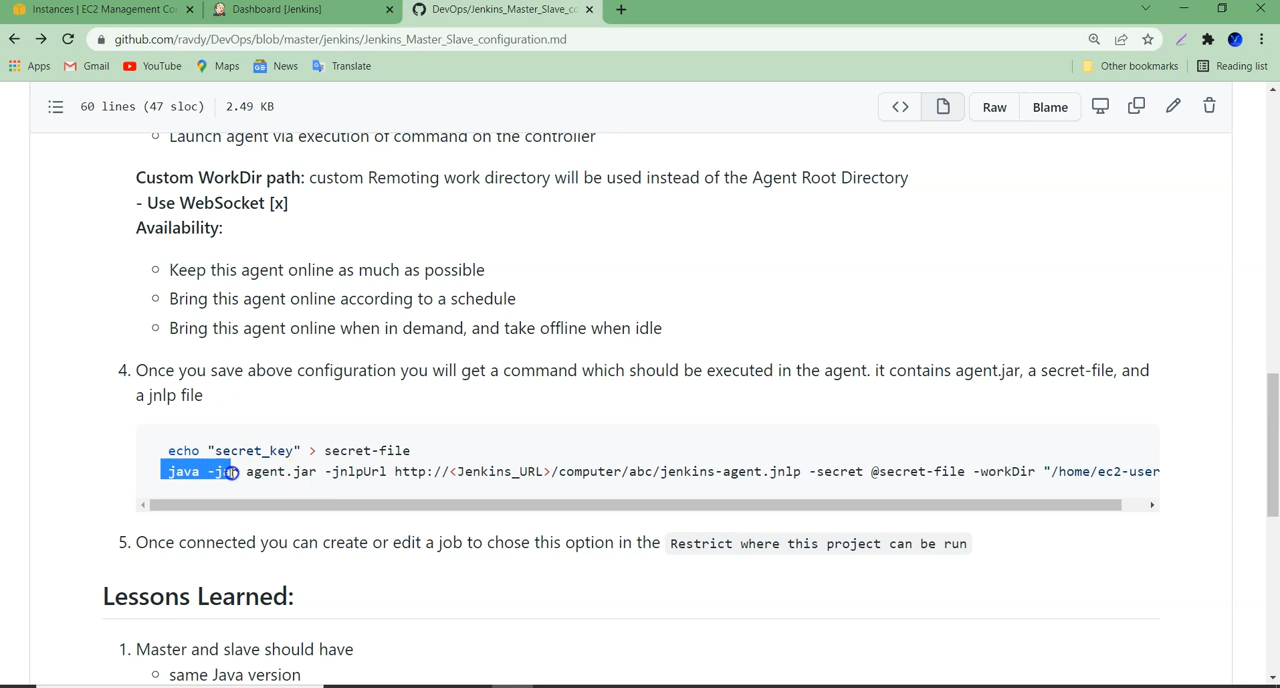 Instances | EC2 Management Co
Dashboard [Jenkins]
DevOps/Jenkins_Master_Slave_cc
github.com/ravdy/DevOps/blob/master/jenkins/Jenkins_Master_Slave_configuration.md
Apps Gmail YouTube Maps News Translate Other bookmarks Reading list
60 lines (47 sloc) 2.49 KB Raw Blame
Launch agent via execution of command on the controller
Custom WorkDir path: custom Remoting work directory will be used instead of the Agent Root Directory
- Use WebSocket [x]
Availability:
Keep this agent online as much as possible
Bring this agent online according to a schedule
Bring this agent online when in demand, and take offline when idle
4. Once you save above configuration you will get a command which should be executed in the agent. it contains agent.jar, a secret-file, and
a jnlp file
echo "secret_key" > secret-file
java -jar agent.jar -jnlpUrl http://<Jenkins_URL>/computer/abc/jenkins-agent.jnlp -secret @secret-file -workDir "/home/ec2-user
5. Once connected you can create or edit a job to chose this option in the Restrict where this project can be run
Lessons Learned:
1. Master and slave should have
same Java version